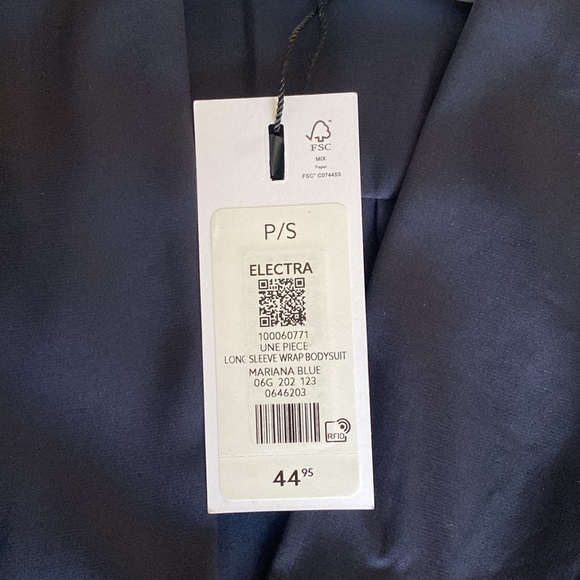 FSC™
MIX
Paper
FSC® C074453
P/S
ELECTRA
100060771
UNE PIECE
LONG SLEEVE WRAP BODYSUIT
MARIANA BLUE
06G 202 123
0646203
RFID
44 95